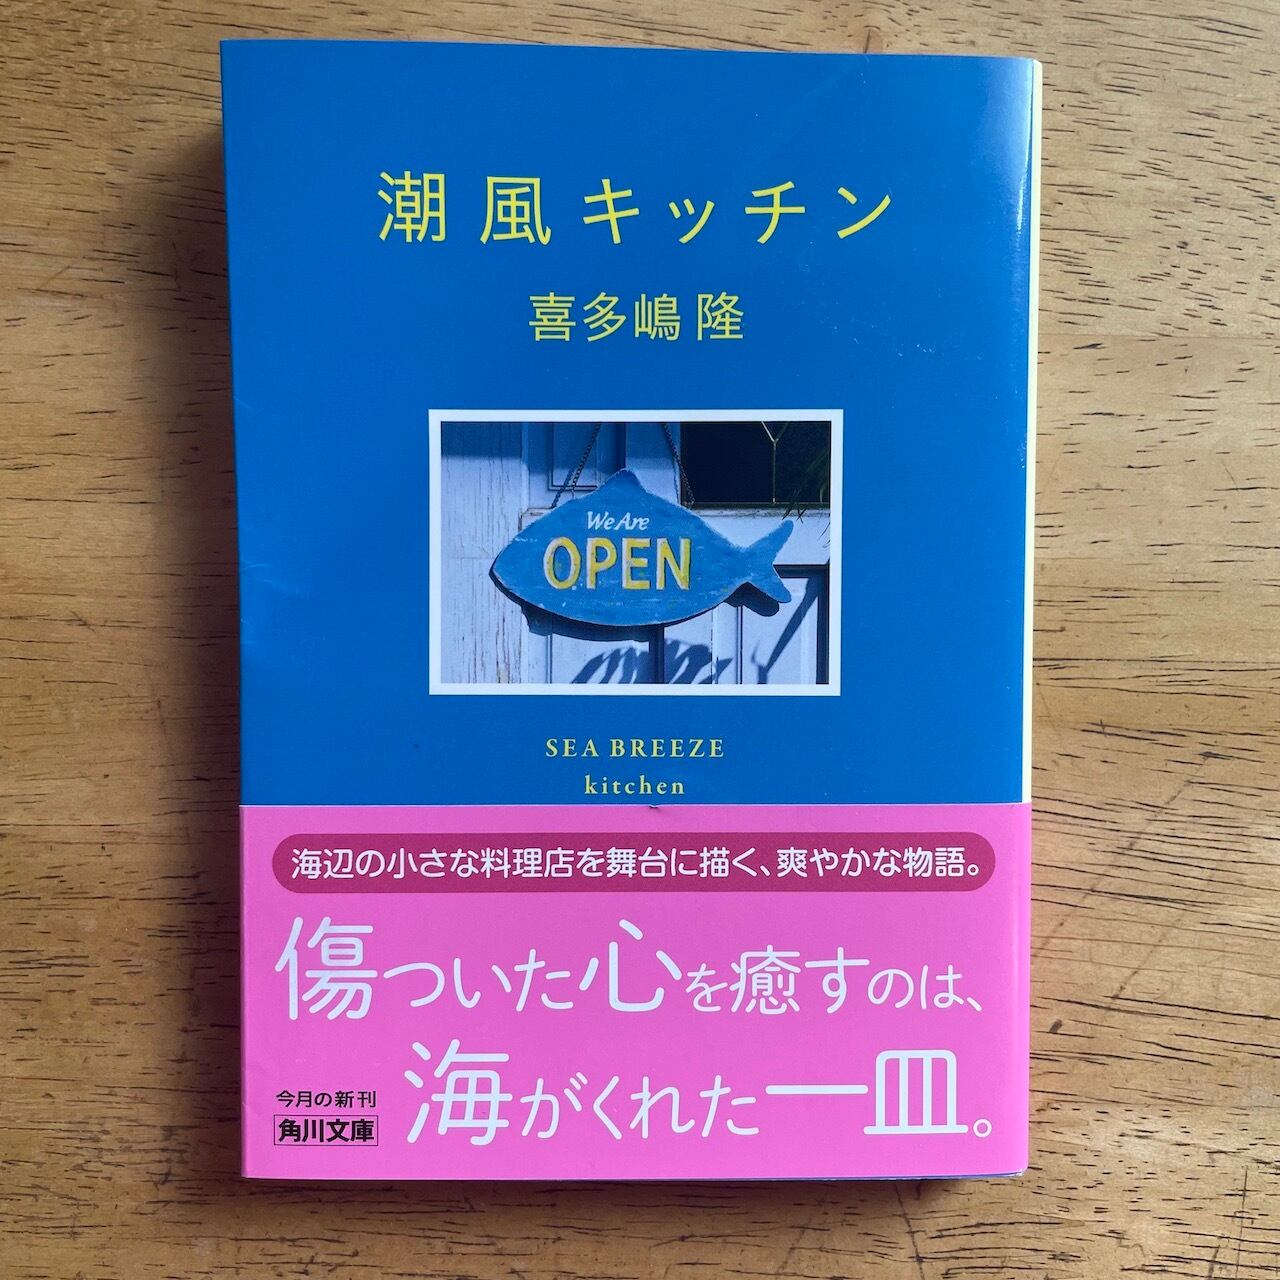 潮風キッチン
喜多嶋 隆
We Are
OPEN
SEA BREEZE
kitchen
海辺の小さな料理店を舞台に描く、爽やかな物語。
傷ついた心を癒すのは、
海がくれた一皿。
今月の新刊
角川文庫